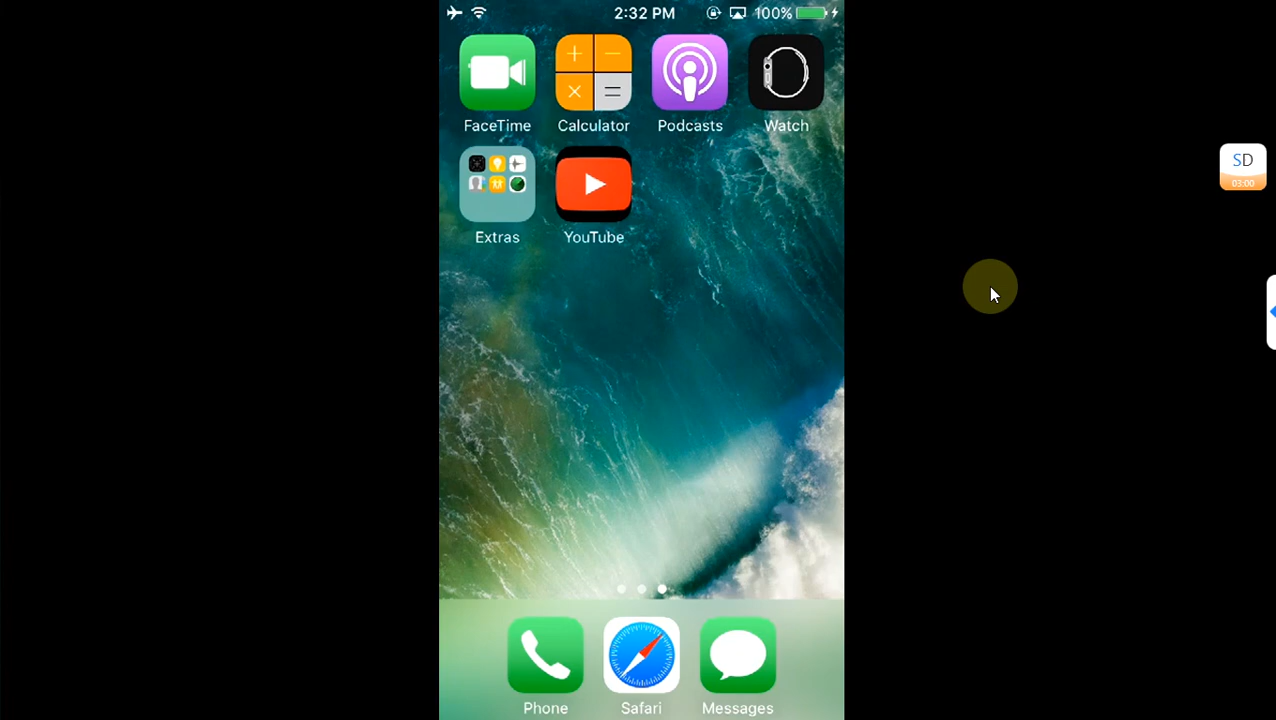 2:32 PM
100%
FaceTime
Calculator
Podcasts
Watch
SD
03:00
Extras
YouTube
Phone
Safari
Messages